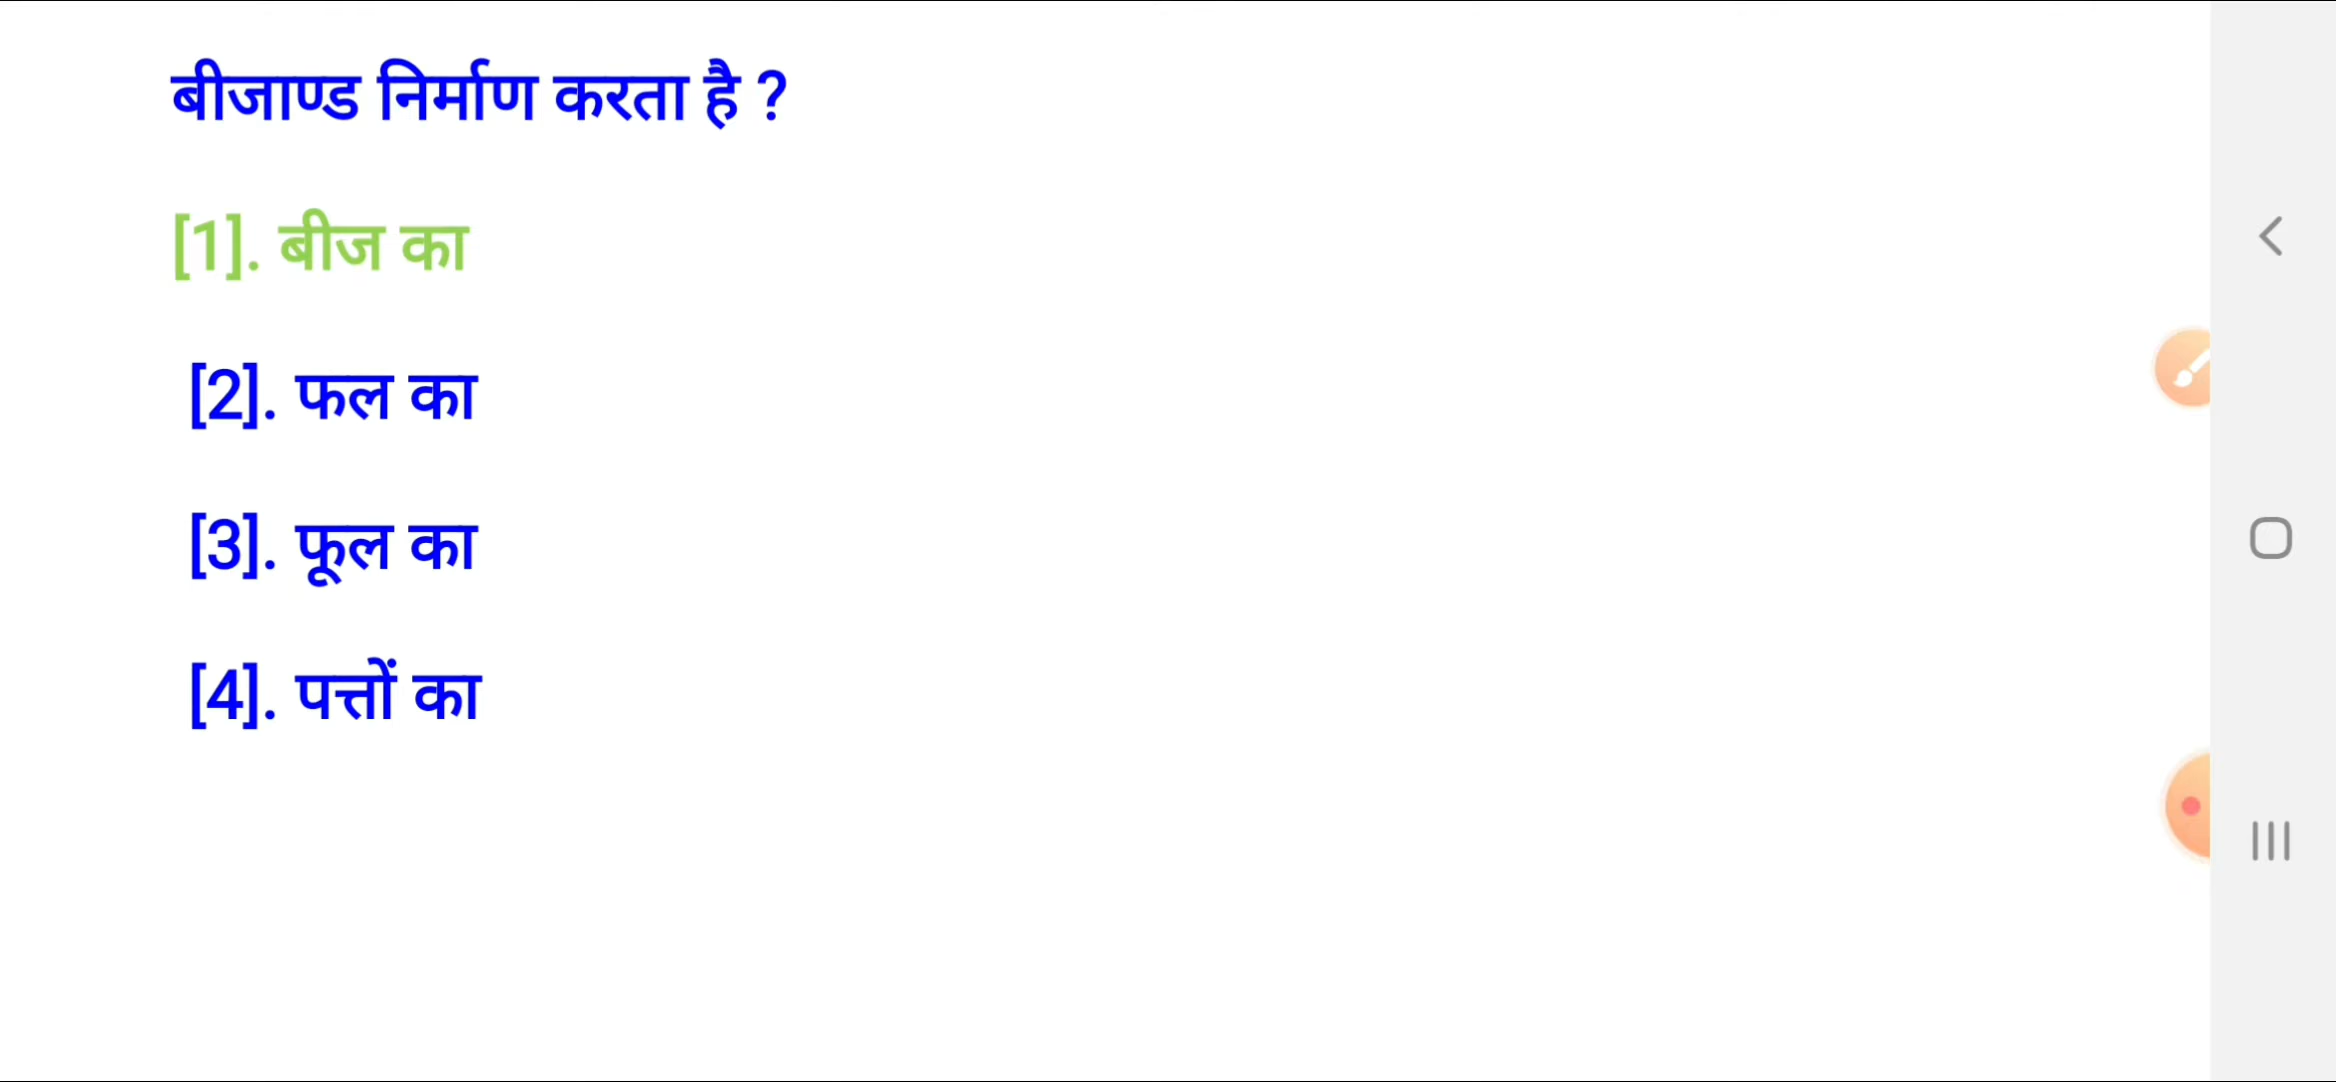 बीजाण्ड निर्माण करता है ?
[1]. बीज का
[2]. फल का
[3]. फूल का
[4]. पत्तों का